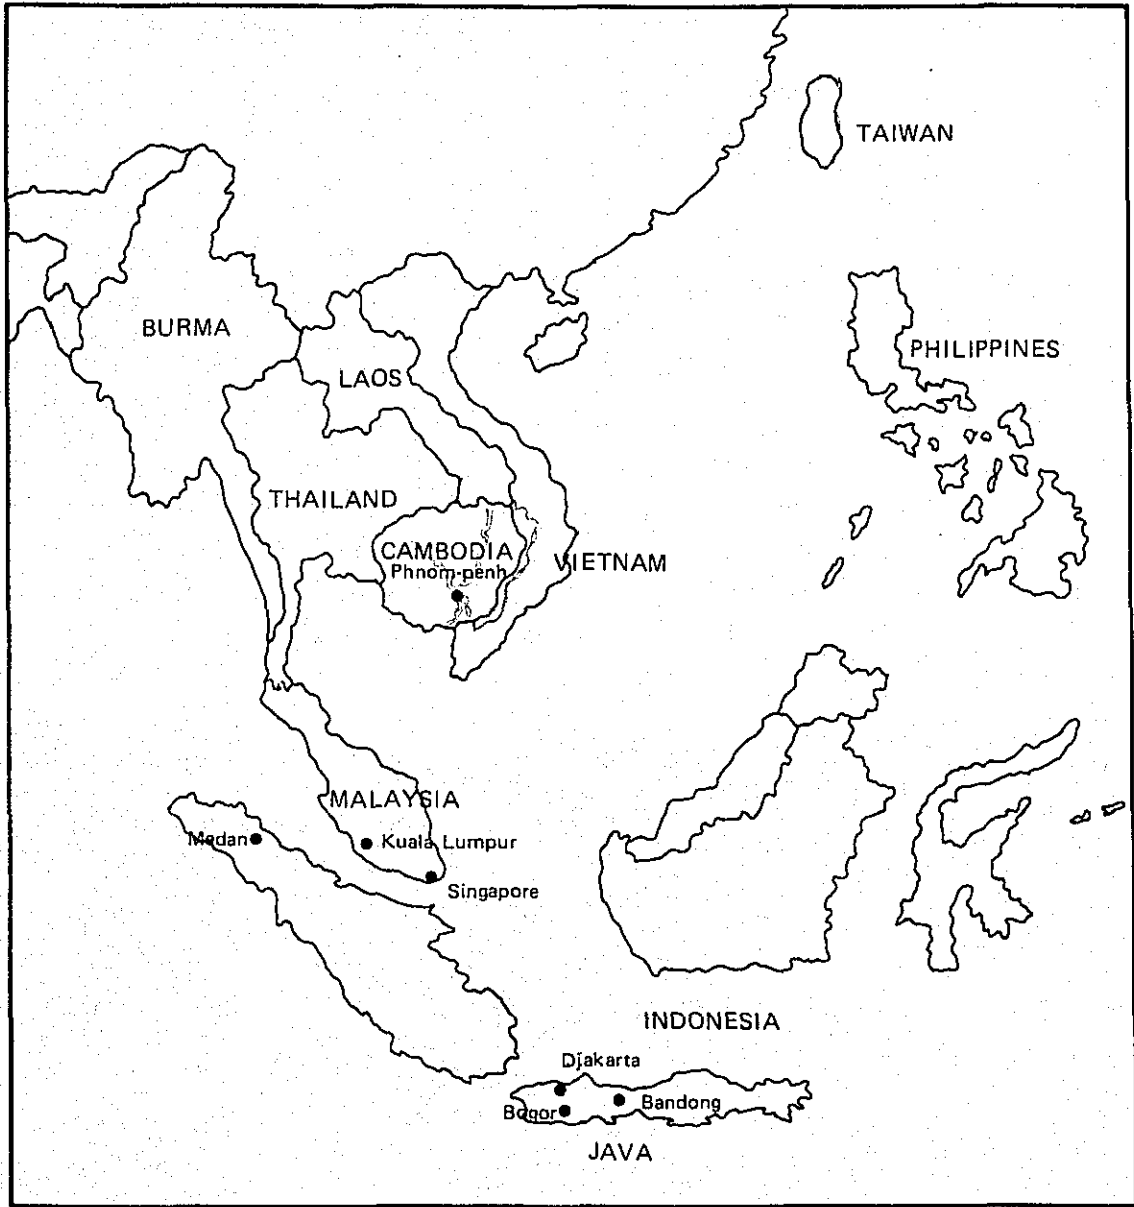 TAIWAN
BURMA
PHILIPPINES
LAOS
THAILAND
CAMBODIA
Phnom-penh
VIETNAM
MALAYSIA
Medan
Kuala Lumpur
Singapore
INDONESIA
Djakarta
Bogor
Bandong
JAVA